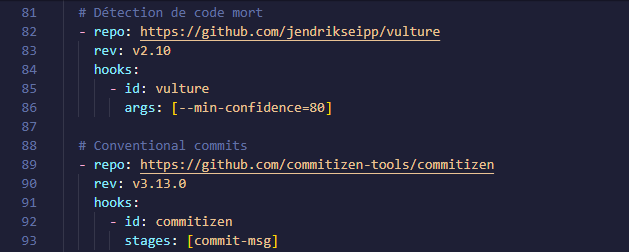 81 # Détection de code mort
82 - repo: https://github.com/jendrikseipp/vulture
83 rev: v2.10
84 hooks:
85 - id: vulture
86 args: [--min-confidence=80]
87
88 # Conventional commits
89 - repo: https://github.com/commitizen-tools/commitizen
90 rev: v3.13.0
91 hooks:
92 - id: commitizen
93 stages: [commit-msg]